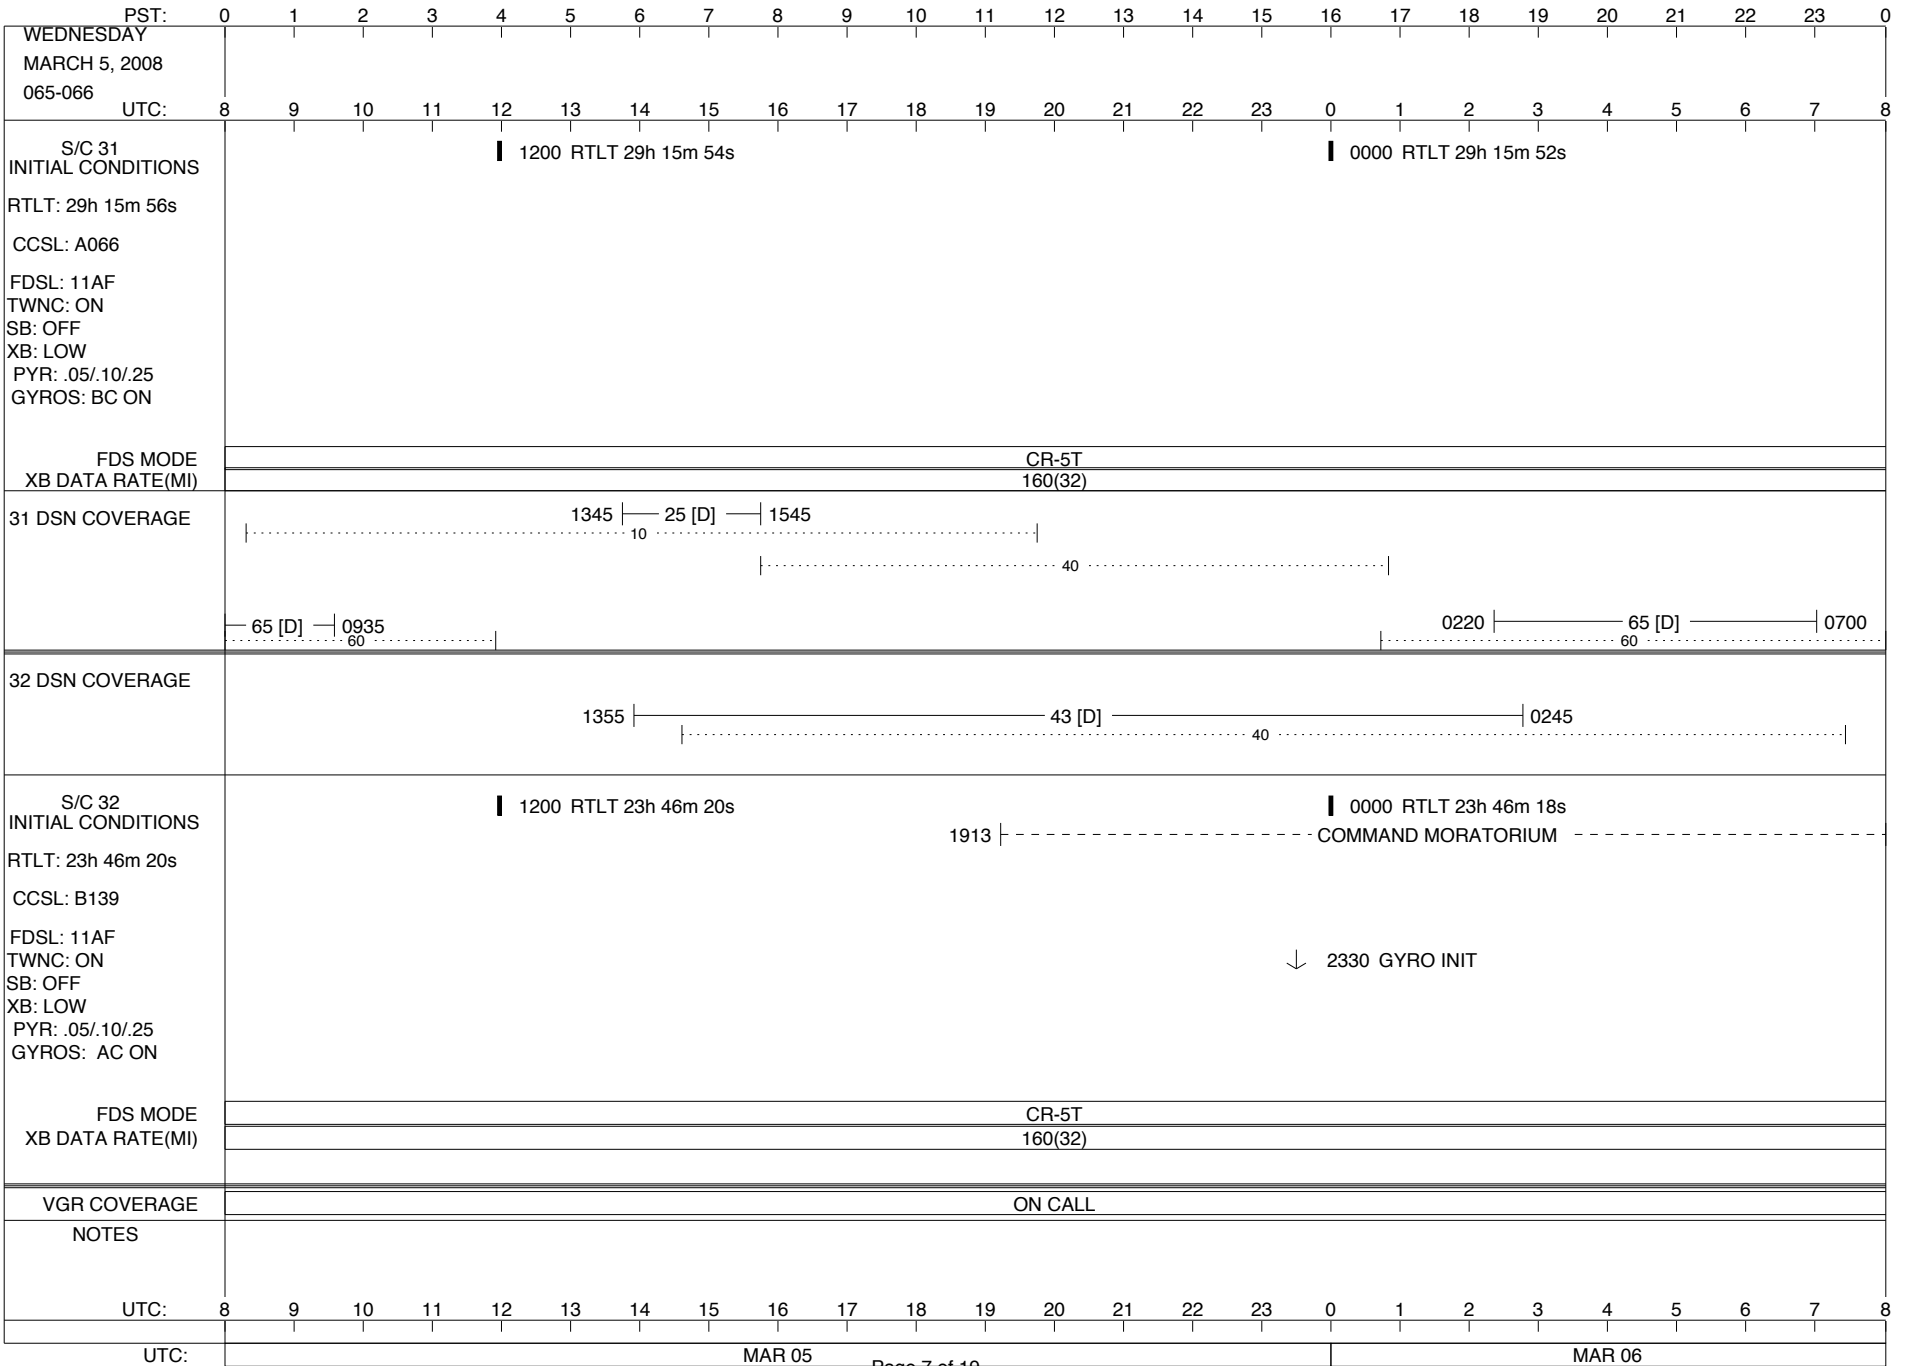 PST: 0 1 2 3 4 5 6 7 8 9 10 11 12 13 14 15 16 17 18 19 20 21 22 23 0
WEDNESDAY
MARCH 5, 2008
065-066
UTC: 8 9 10 11 12 13 14 15 16 17 18 19 20 21 22 23 0 1 2 3 4 5 6 7 8
S/C 31
INITIAL CONDITIONS
1200 RTLT 29h 15m 54s
0000 RTLT 29h 15m 52s
RTLT: 29h 15m 56s
CCSL: A066
FDSL: 11AF
TWNC: ON
SB: OFF
XB: LOW
PYR: .05/.10/.25
GYROS: BC ON
FDS MODE CR-5T
XB DATA RATE(MI) 160(32)
31 DSN COVERAGE
1345 25 [D] 1545
10
40
65 [D] 0935
60
0220 65 [D] 0700
60
32 DSN COVERAGE
1355 43 [D] 0245
40
S/C 32
INITIAL CONDITIONS
1200 RTLT 23h 46m 20s
0000 RTLT 23h 46m 18s
1913 COMMAND MORATORIUM
RTLT: 23h 46m 20s
CCSL: B139
FDSL: 11AF
TWNC: ON
2330 GYRO INIT
SB: OFF
XB: LOW
PYR: .05/.10/.25
GYROS: AC ON
FDS MODE CR-5T
XB DATA RATE(MI) 160(32)
VGR COVERAGE ON CALL
NOTES
UTC: 8 9 10 11 12 13 14 15 16 17 18 19 20 21 22 23 0 1 2 3 4 5 6 7 8
UTC: MAR 05 MAR 06
Page 7 of 10